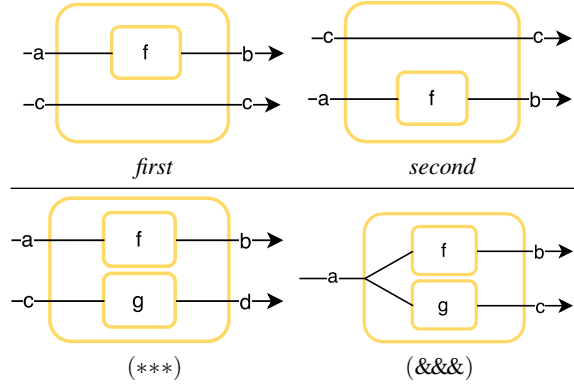 a f b
c c
first
c c
a f b
second
a f b
c g d
(∗∗∗)
a f b
g c
(&&&)